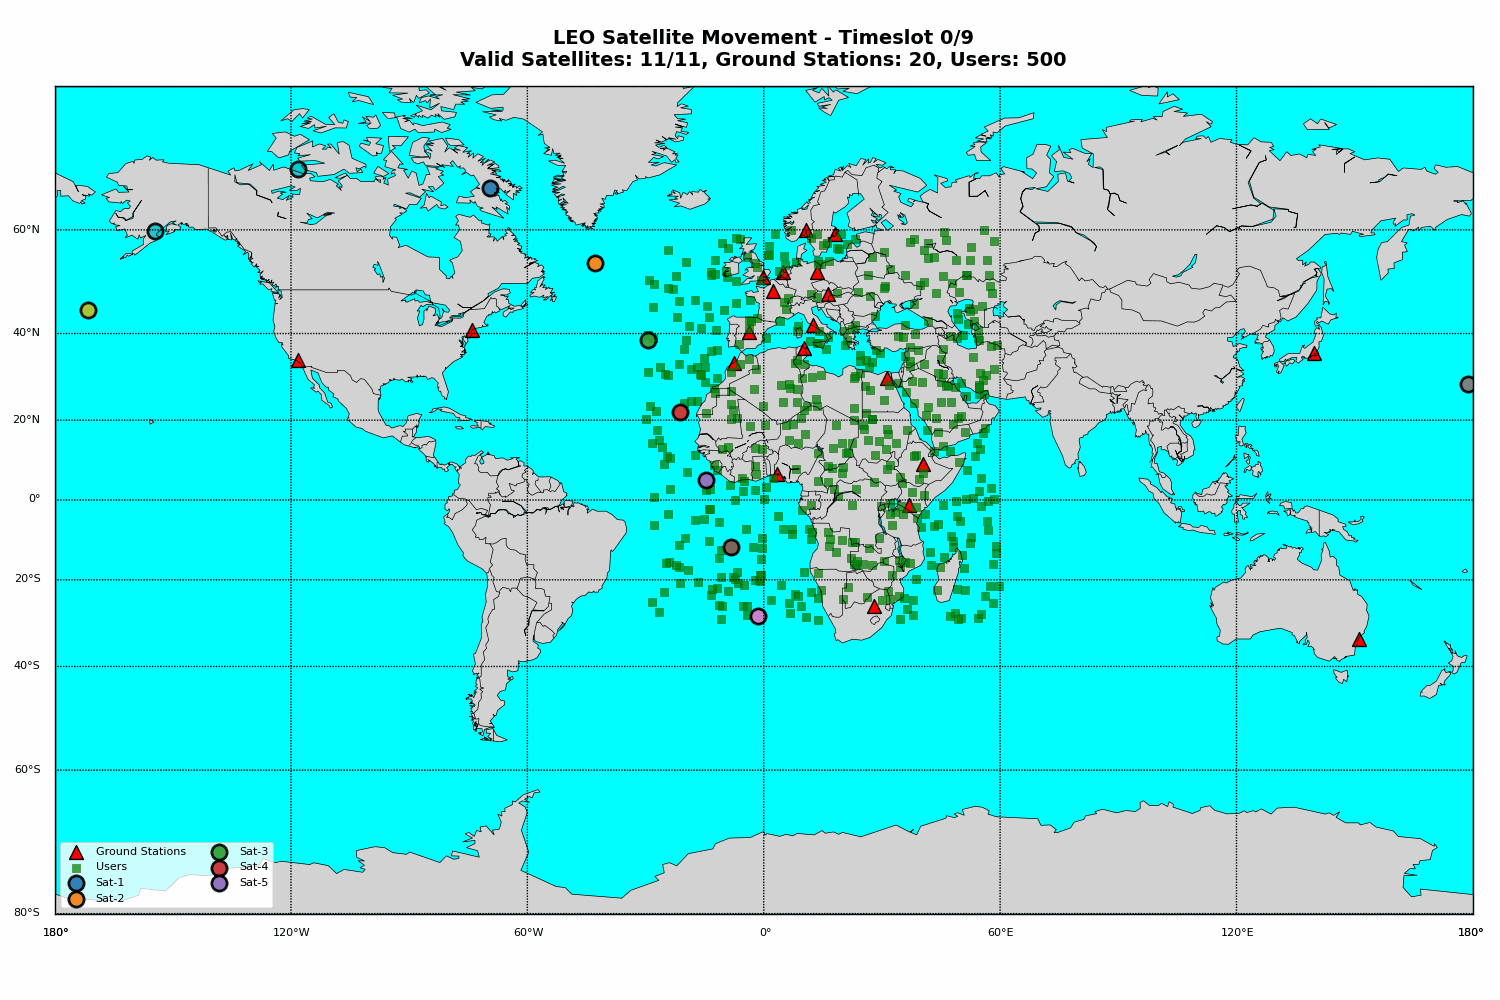 LEO Satellite Movement - Timeslot 0/9
Valid Satellites: 11/11, Ground Stations: 20, Users: 500
60°N
40°N
20°N
0°
20°S
40°S
60°S
80°S
Ground Stations
Users
Sat-1
Sat-2
Sat-3
Sat-4
Sat-5
180°
120°W
60°W
0°
60°E
120°E
180°